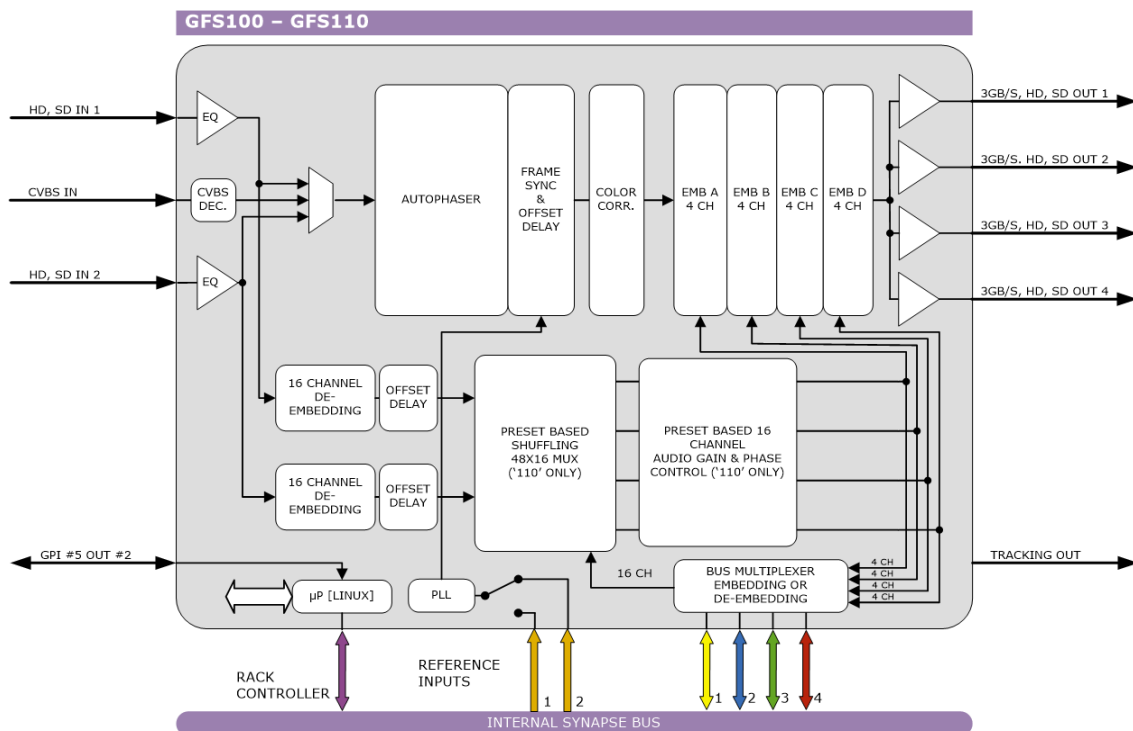 GFS100 – GFS110
HD, SD IN 1
EQ
CVBS IN
CVBS
DEC.
HD, SD IN 2
EQ
AUTOPHASER
FRAME
SYNC
&
OFFSET
DELAY
COLOR
CORR.
EMB A
4 CH
EMB B
4 CH
EMB C
4 CH
EMB D
4 CH
3GB/S, HD, SD OUT 1
3GB/S. HD, SD OUT 2
3GB/S, HD, SD OUT 3
3GB/S, HD, SD OUT 4
16 CHANNEL
DE-
EMBEDDING
OFFSET
DELAY
16 CHANNEL
DE-
EMBEDDING
OFFSET
DELAY
PRESET BASED
SHUFFLING
48X16 MUX
(‘110’ ONLY)
PRESET BASED 16
CHANNEL
AUDIO GAIN & PHASE
CONTROL (‘110’ ONLY)
GPI #5 OUT #2
µP [LINUX]
PLL
16 CH
BUS MULTIPLEXER
EMBEDDING OR
DE-EMBEDDING
4 CH
4 CH
4 CH
4 CH
TRACKING OUT
RACK
CONTROLLER
REFERENCE
INPUTS
1
2
1
2
3
4
INTERNAL SYNAPSE BUS